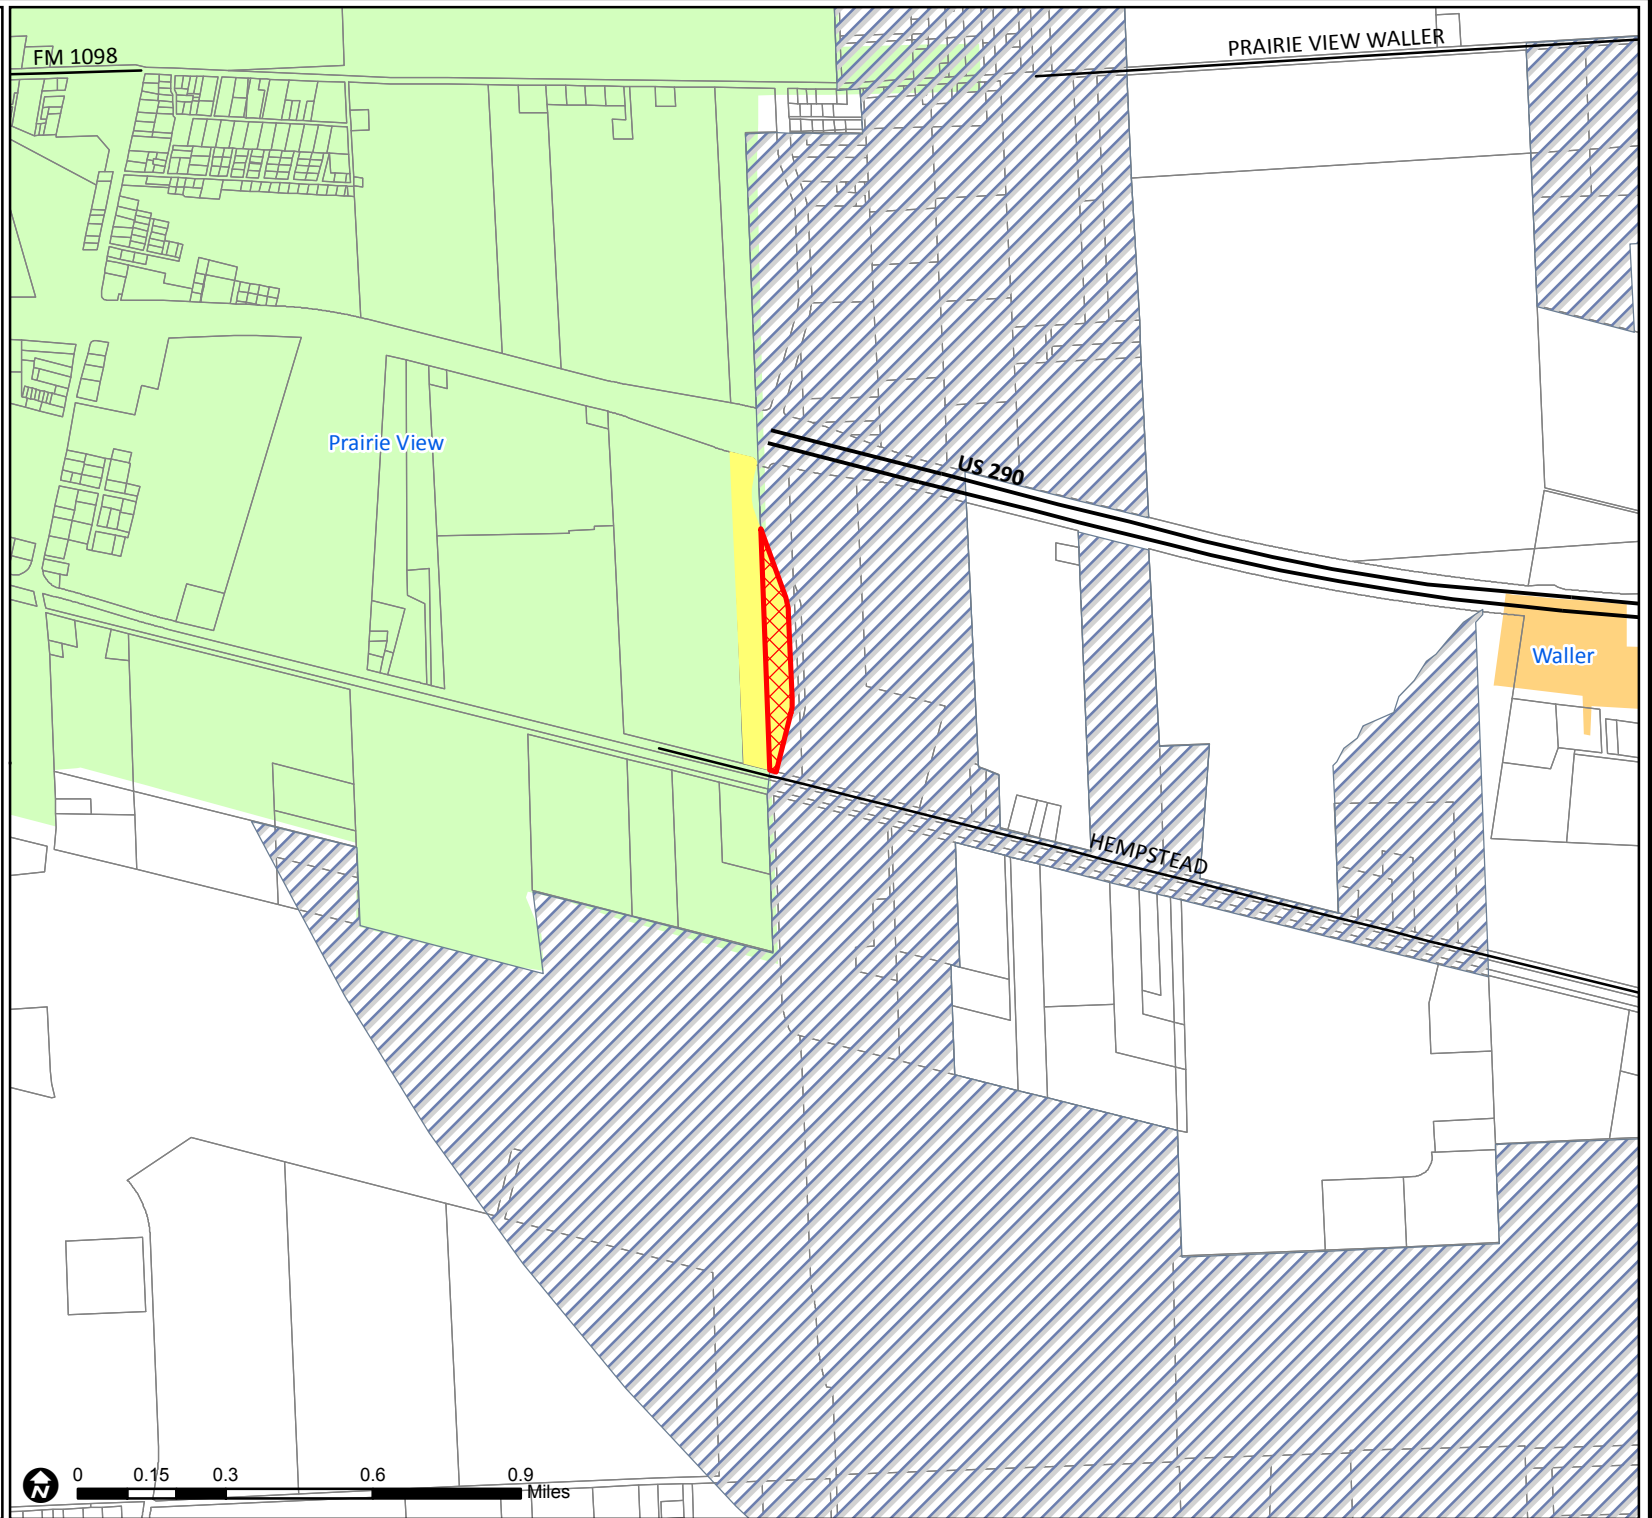 FM 1098
PRAIRIE VIEW WALLER
Prairie View
US 290
Waller
HEMPSTEAD
0 0.15 0.3 0.6 0.9
Miles
N